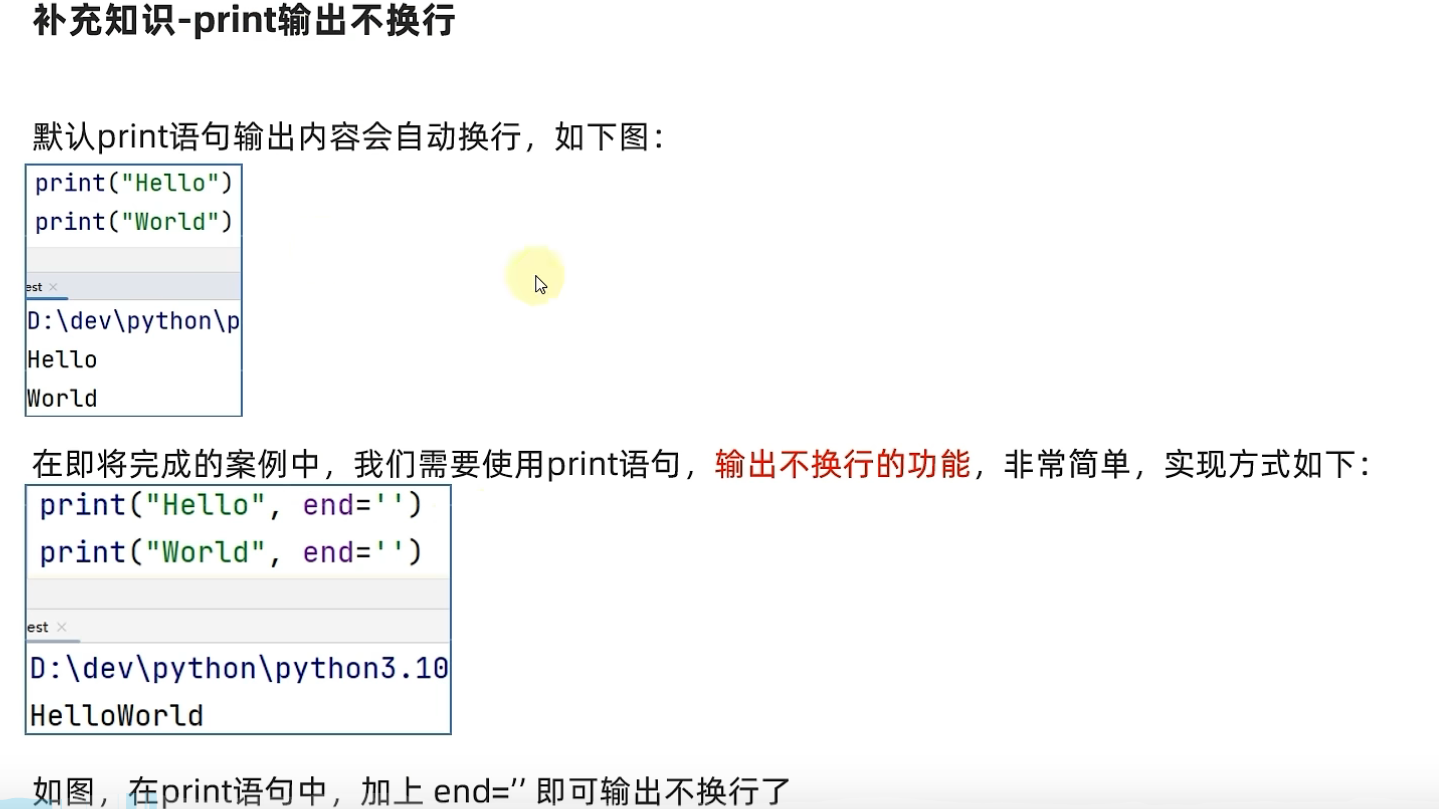 补充知识-print输出不换行
默认print语句输出内容会自动换行，如下图：
print("Hello")
print("World")
est ×
D:\dev\python\p
Hello
World
在即将完成的案例中，我们需要使用print语句，输出不换行的功能，非常简单，实现方式如下：
print("Hello", end='')
print("World", end='')
est ×
D:\dev\python\python3.10
HelloWorld
如图，在print语句中，加上 end=’’ 即可输出不换行了